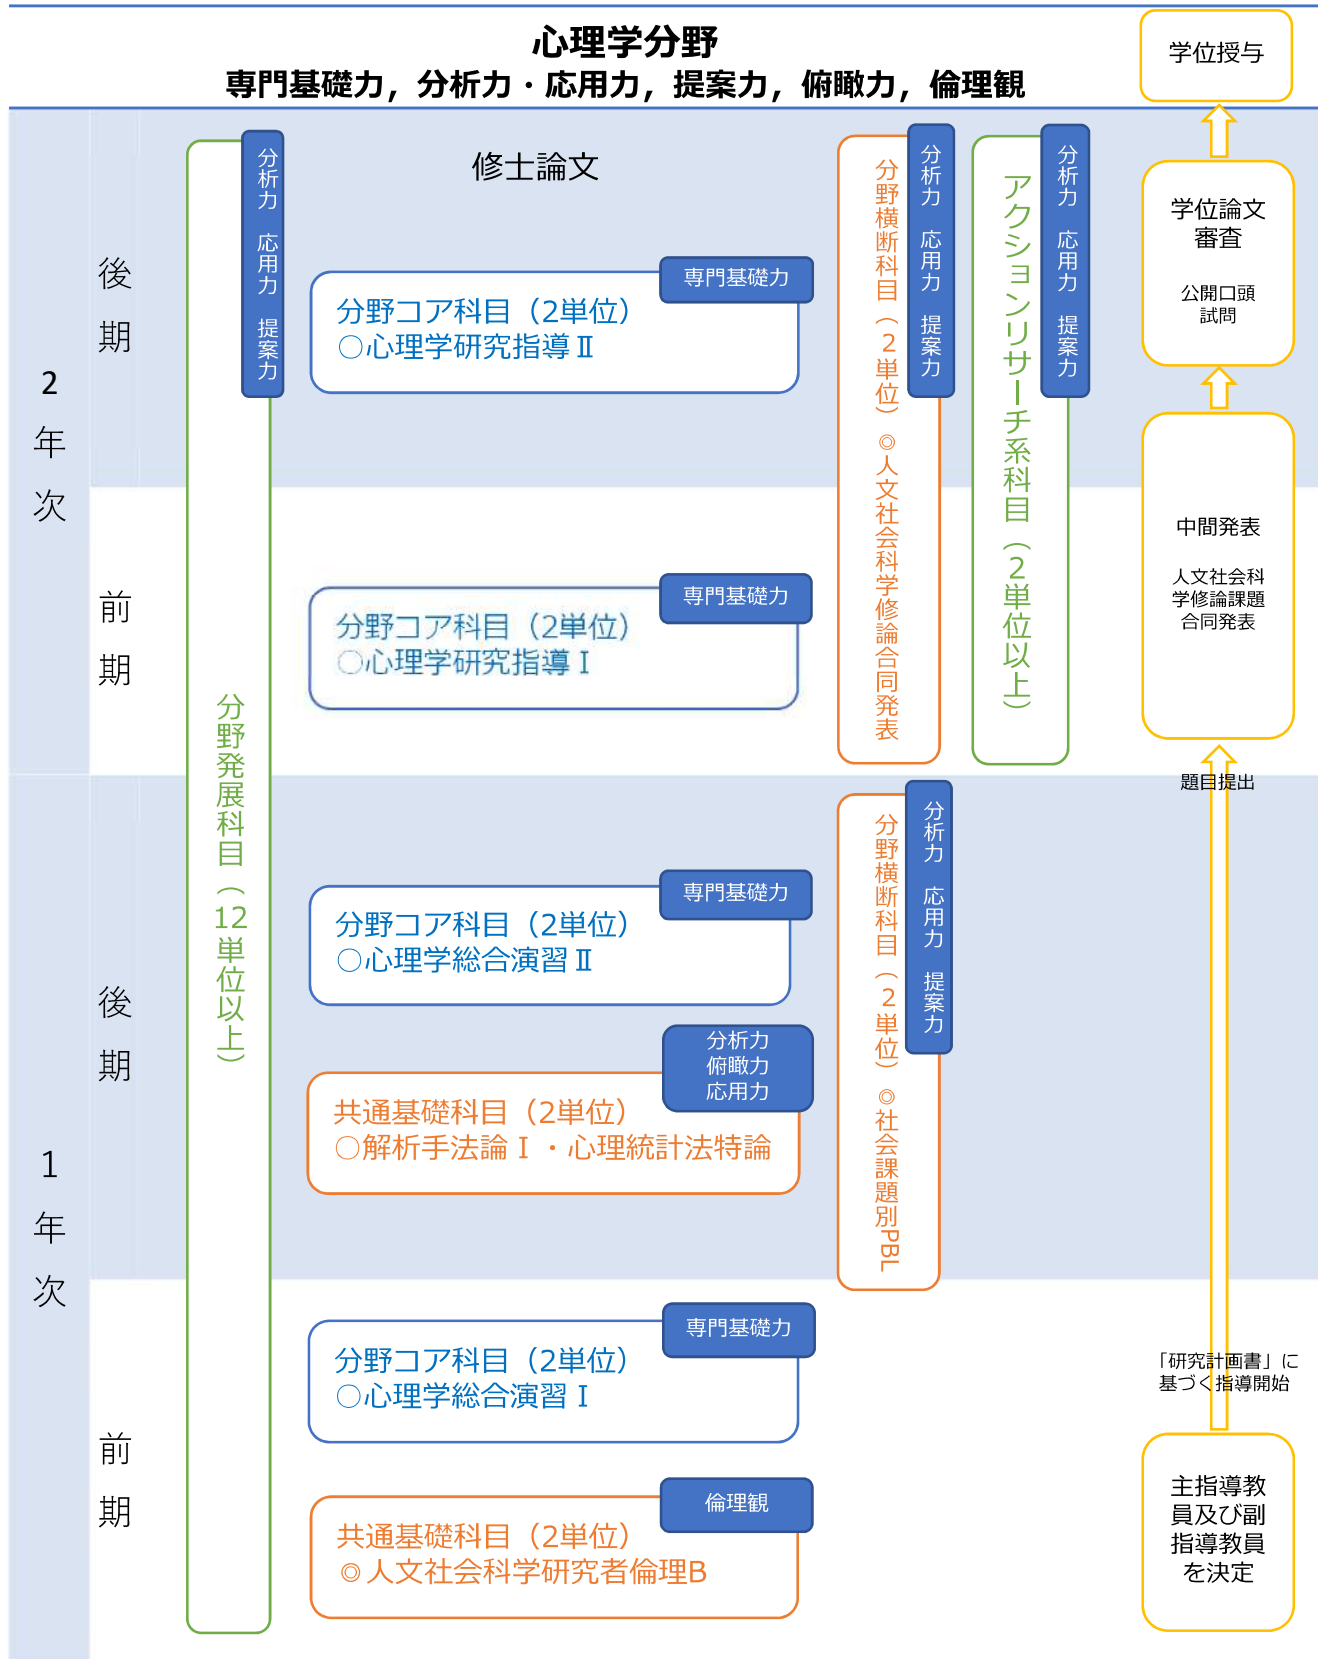 心理学分野
専門基礎力，分析力・応用力，提案力，俯瞰力，倫理観
学位授与
2年次
後期
前期
1年次
後期
前期
分野発展科目（12単位以上）
分析力　応用力　提案力
修士論文
専門基礎力
分野コア科目（2単位）
○心理学研究指導Ⅱ
専門基礎力
分野コア科目（2単位）
○心理学研究指導Ⅰ
専門基礎力
分野コア科目（2単位）
○心理学総合演習Ⅱ
分析力
俯瞰力
応用力
共通基礎科目（2単位）
○解析手法論Ⅰ・心理統計法特論
専門基礎力
分野コア科目（2単位）
○心理学総合演習Ⅰ
倫理観
共通基礎科目（2単位）
◎人文社会科学研究者倫理B
分野横断科目（2単位）◎人文社会科学修論合同発表
分析力　応用力　提案力
アクションリサーチ系科目（2単位以上）
分析力　応用力　提案力
分野横断科目（2単位）◎社会課題別PBL
分析力　応用力　提案力
学位論文
審査
公開口頭
試問
中間発表
人文社会科
学修論課題
合同発表
題目提出
「研究計画書」に
基づく指導開始
主指導教
員及び副
指導教員
を決定